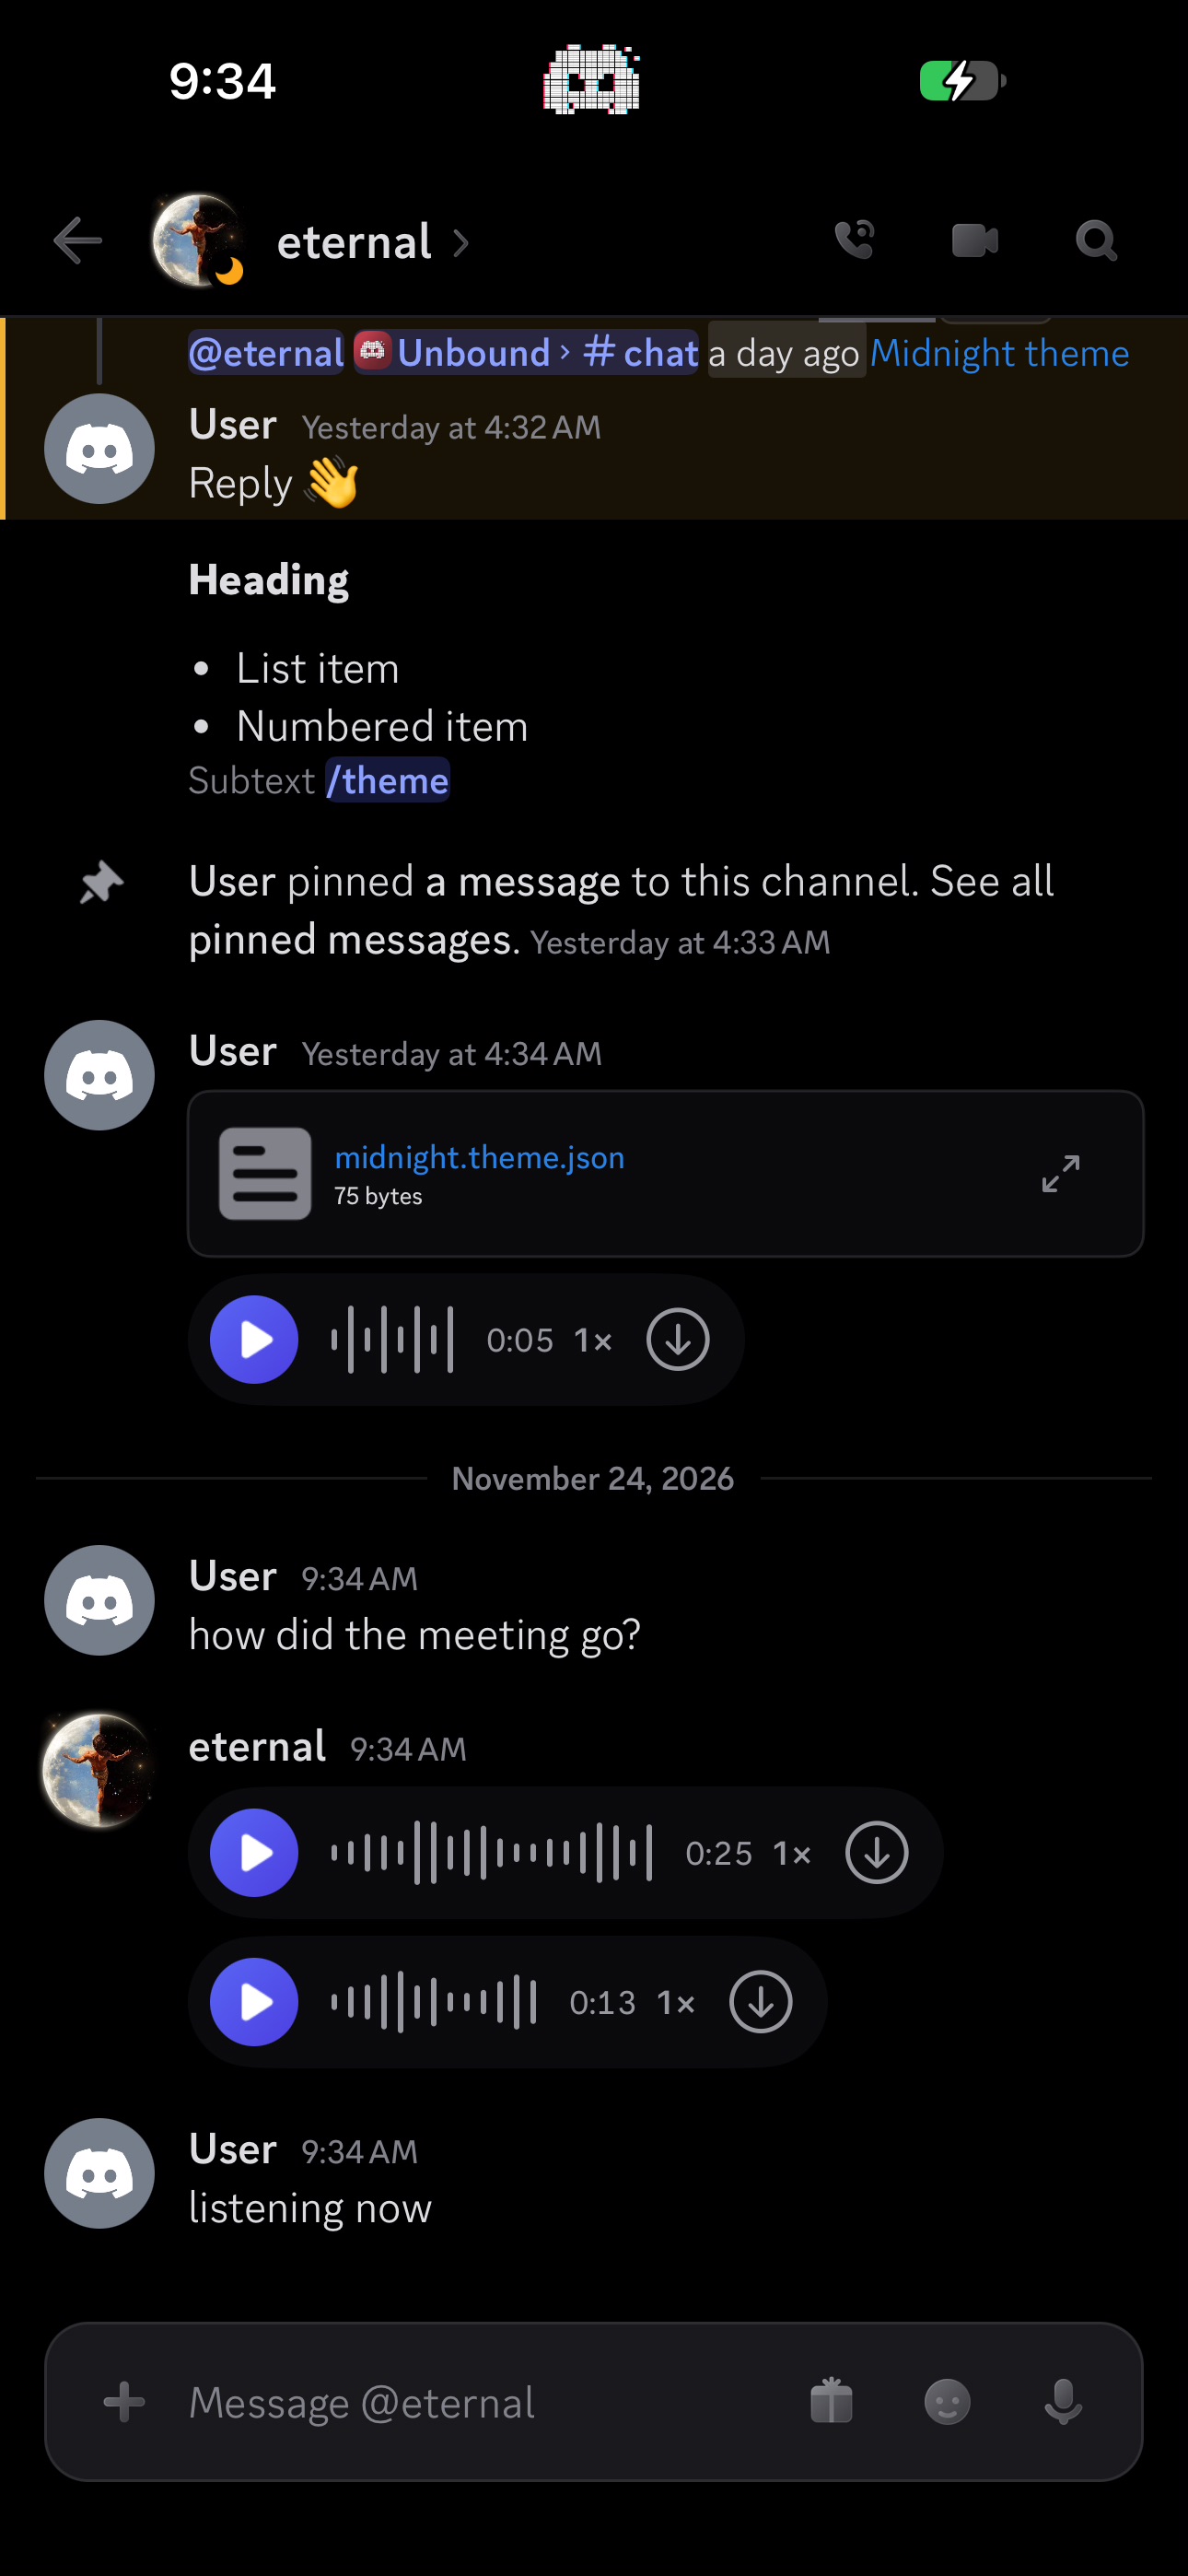 9:34
eternal
@eternal Unbound › # chat a day ago Midnight theme
User Yesterday at 4:32 AM
Reply 👋
Heading
• List item
• Numbered item
Subtext /theme
User pinned a message to this channel. See all
pinned messages. Yesterday at 4:33 AM
User Yesterday at 4:34 AM
midnight.theme.json
75 bytes
0:05 1×
November 24, 2026
User 9:34 AM
how did the meeting go?
eternal 9:34 AM
0:25 1×
0:13 1×
User 9:34 AM
listening now
Message @eternal